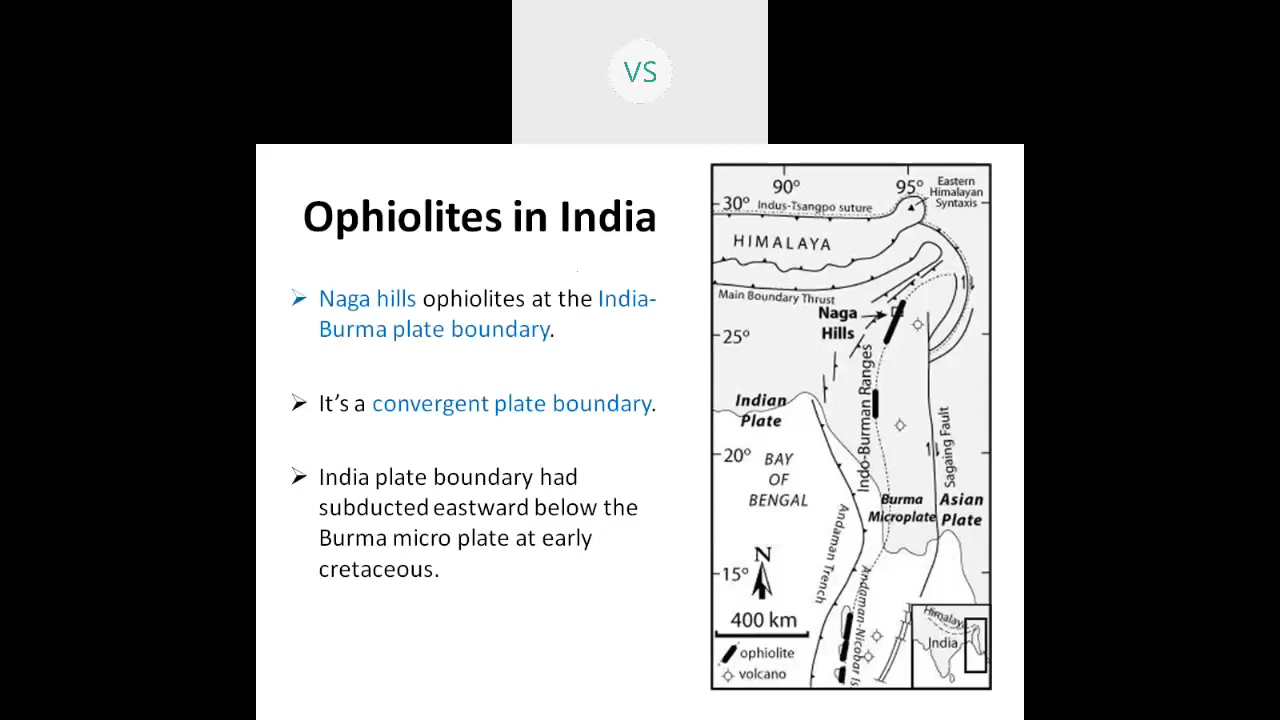 VS
Ophiolites in India
➢ Naga hills ophiolites at the India-
Burma plate boundary.
➢ It's a convergent plate boundary.
➢ India plate boundary had
subducted eastward below the
Burma micro plate at early
cretaceous.
90°
95°
Eastern
Himalayan
Syntaxis
30°
Indus-Tsangpo suture
HIMALAYA
Main Boundary Thrust
Naga
Hills
25°
Indo-Burman Ranges
Indian
Plate
20°
BAY
OF
BENGAL
Sagaing Fault
Burma
Microplate
Asian
Plate
Andaman Trench
N
15°
Andaman-Nicobar Is
400 km
ophiolite
volcano
Himalaya
India